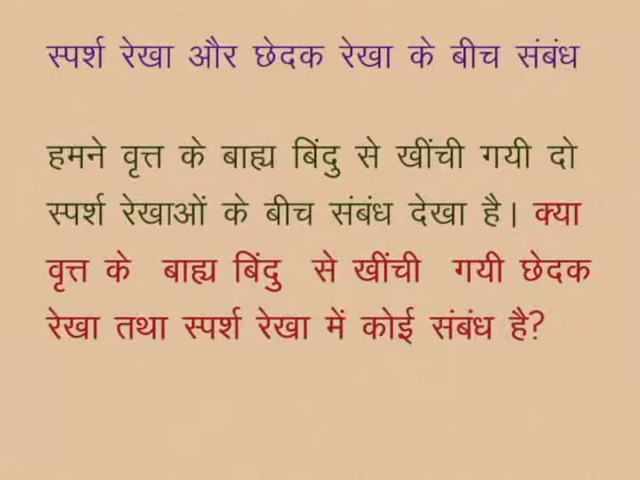 स्पर्श रेखा और छेदक रेखा के बीच संबंध
हमने वृत्त के बाह्य बिंदु से खींची गयी दो
स्पर्श रेखाओं के बीच संबंध देखा है। क्या
वृत्त के बाह्य बिंदु से खींची गयी छेदक
रेखा तथा स्पर्श रेखा में कोई संबंध है?